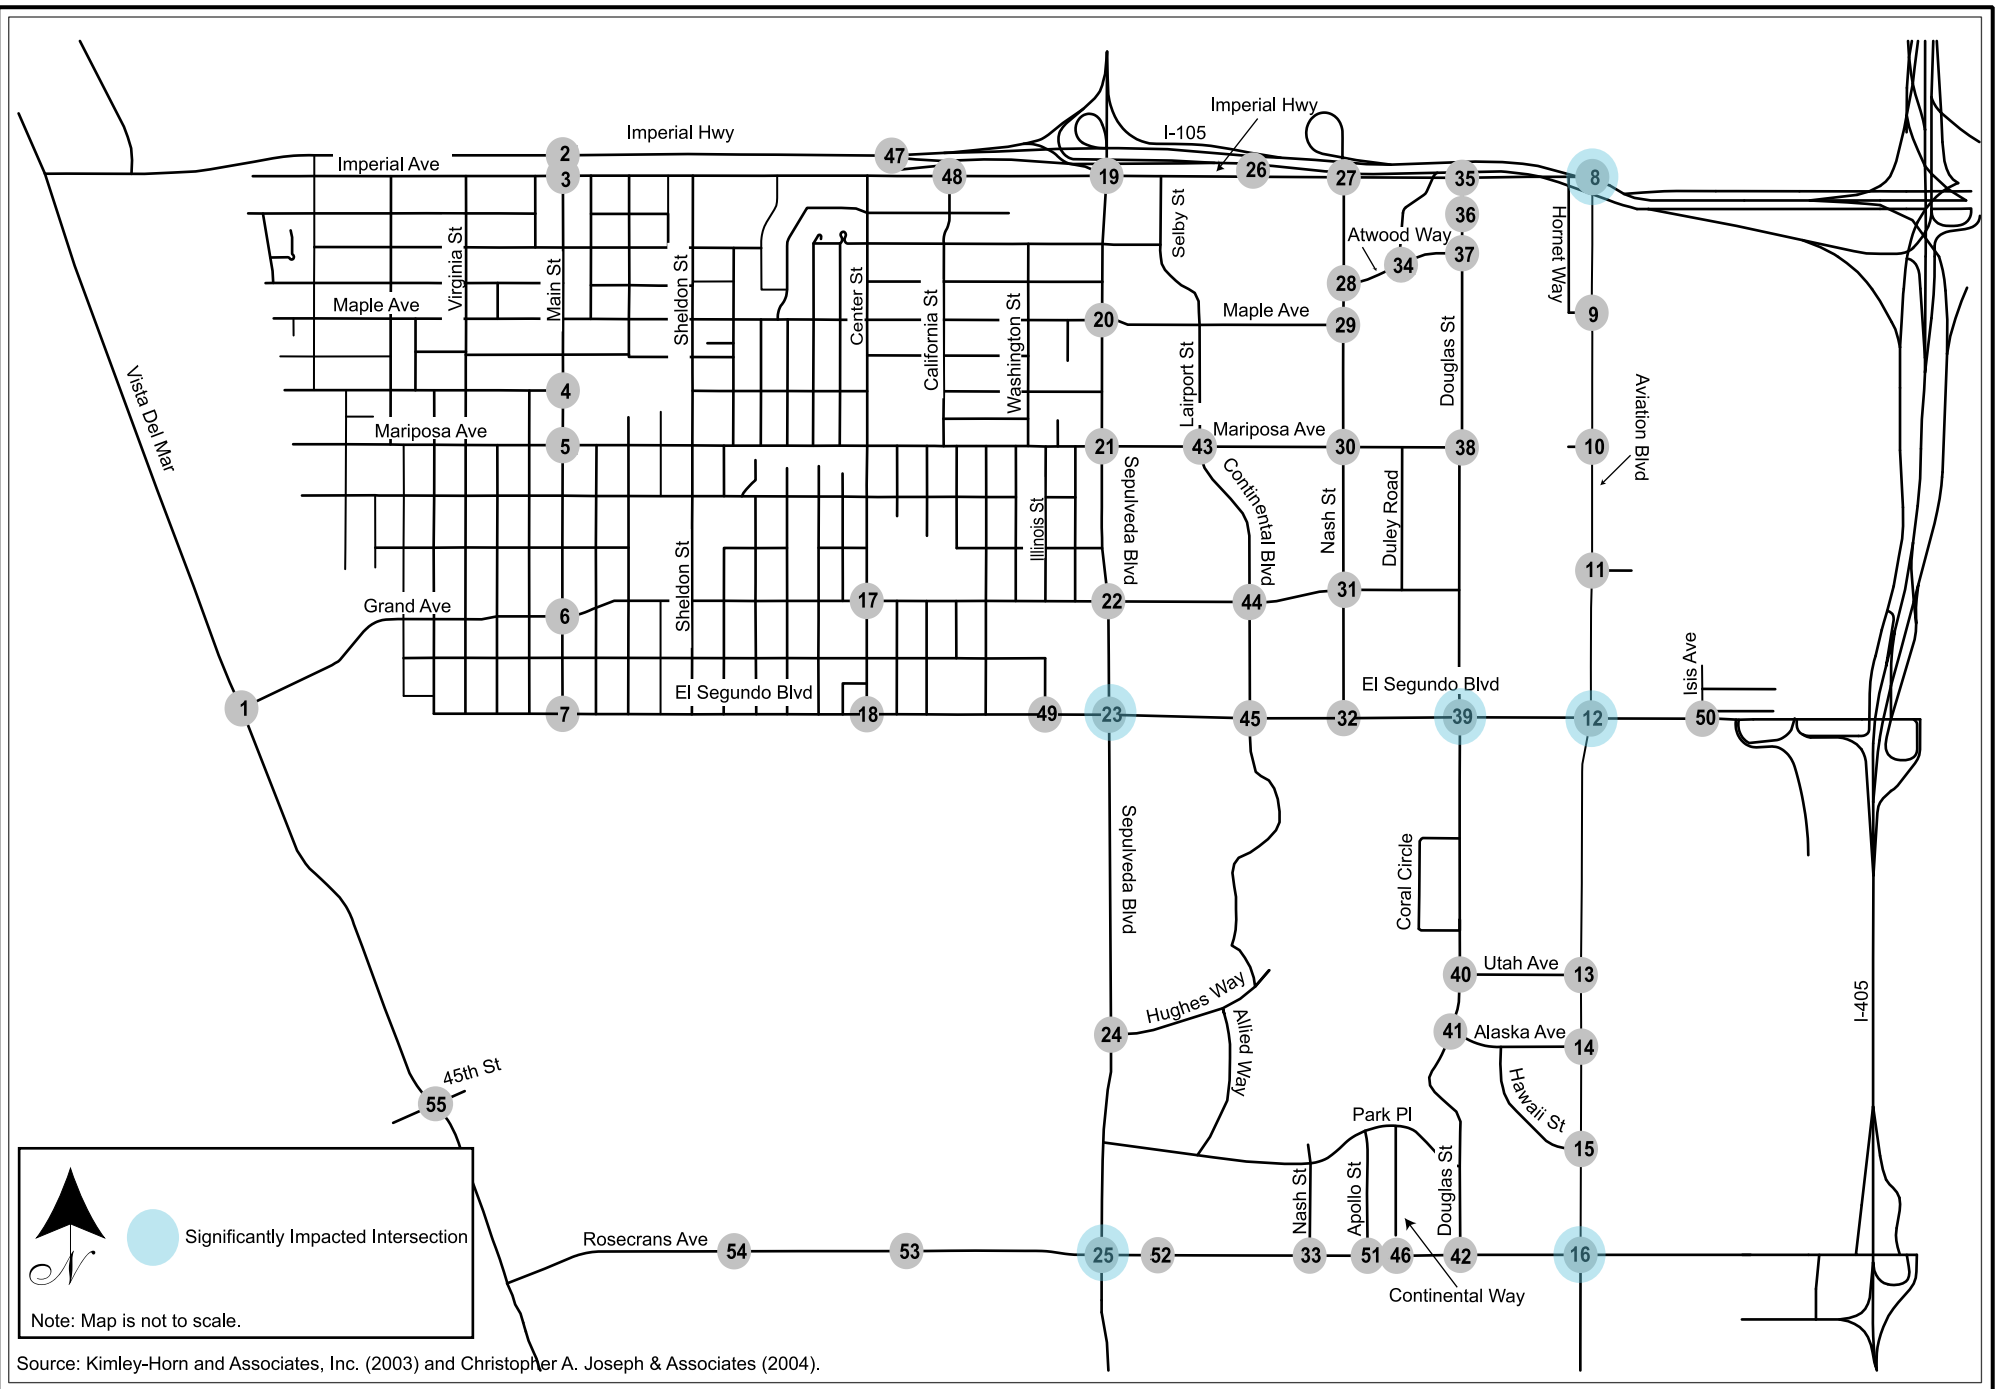 Imperial Hwy
I-105
Imperial Hwy
Imperial Ave
2
3
47
48
19
26
27
35
8
36
37
34
28
29
9
20
Atwood Way
Selby St
Hornet Way
Virginia St
Main St
Sheldon St
Center St
California St
Washington St
Maple Ave
Maple Ave
Lairport St
Douglas St
Aviation Blvd
Vista Del Mar
4
Mariposa Ave
5
21
43
Mariposa Ave
30
38
10
Continental Blvd
Sepulveda Blvd
Nash St
Duley Road
Illinois St
Sheldon St
11
Grand Ave
6
17
22
44
31
Isis Ave
1
El Segundo Blvd
El Segundo Blvd
7
18
49
23
45
32
39
12
50
Sepulveda Blvd
Coral Circle
40
Utah Ave
13
Hughes Way
I-405
24
Allied Way
41
Alaska Ave
14
Hawaii St
45th St
55
Park Pl
15
Nash St
Apollo St
Douglas St
Rosecrans Ave
54
53
25
52
33
51
46
42
16
Continental Way
N
Significantly Impacted Intersection
Note: Map is not to scale.
Source: Kimley-Horn and Associates, Inc. (2003) and Christopher A. Joseph & Associates (2004).